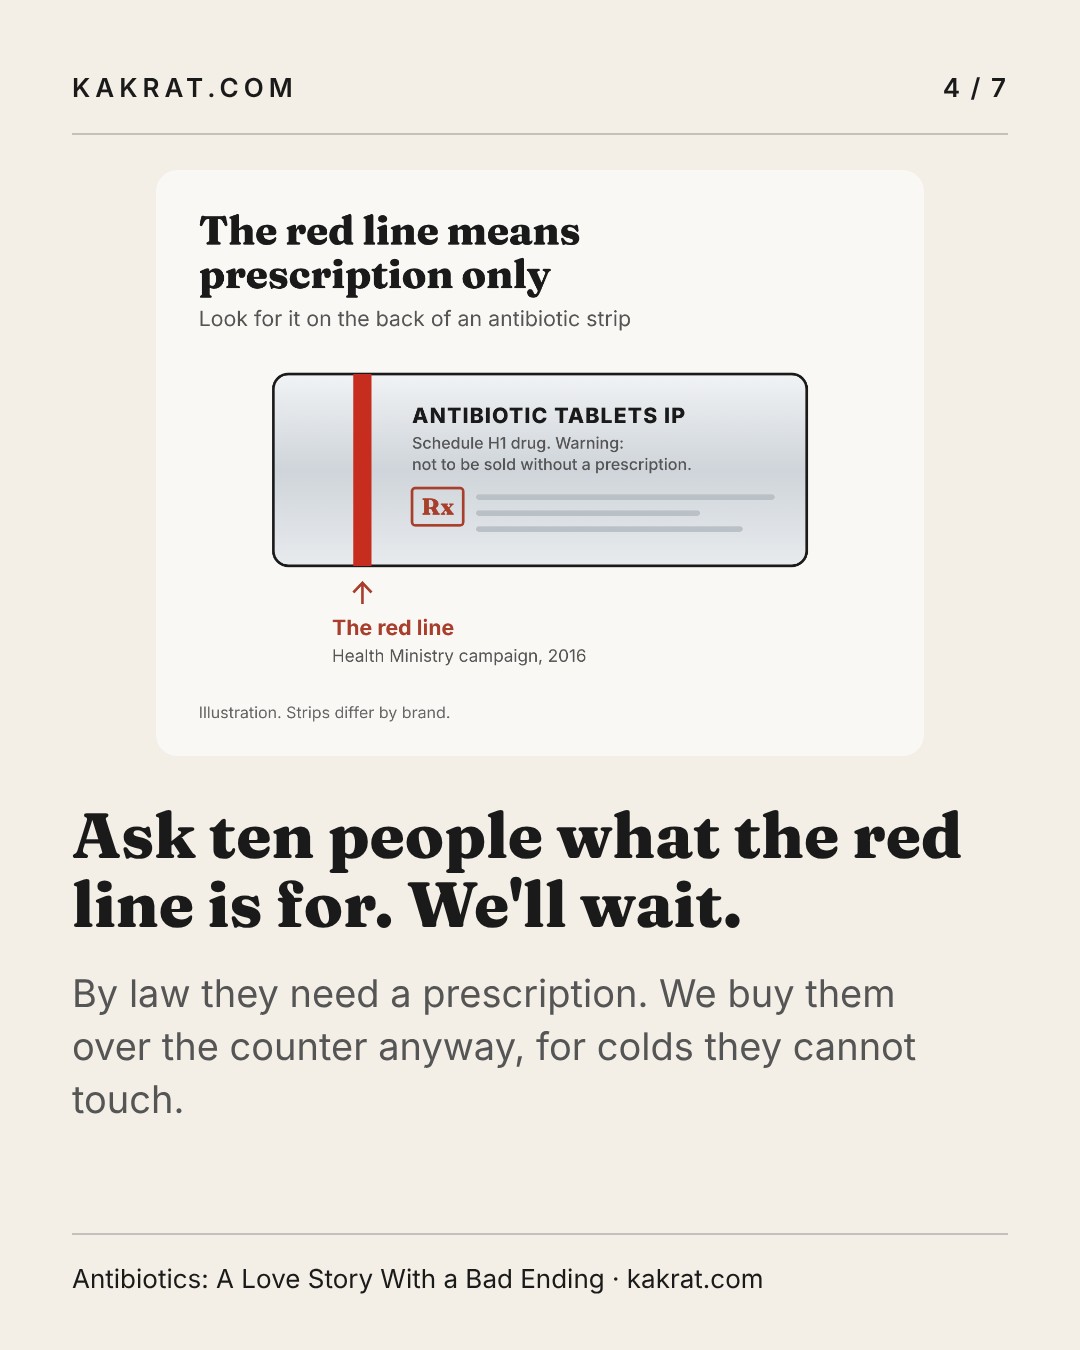 KAKRAT.COM
4 / 7
The red line means
prescription only
Look for it on the back of an antibiotic strip
ANTIBIOTIC TABLETS IP
Schedule H1 drug. Warning:
not to be sold without a prescription.
Rx
The red line
Health Ministry campaign, 2016
Illustration. Strips differ by brand.
Ask ten people what the red
line is for. We'll wait.
By law they need a prescription. We buy them
over the counter anyway, for colds they cannot
touch.
Antibiotics: A Love Story With a Bad Ending · kakrat.com